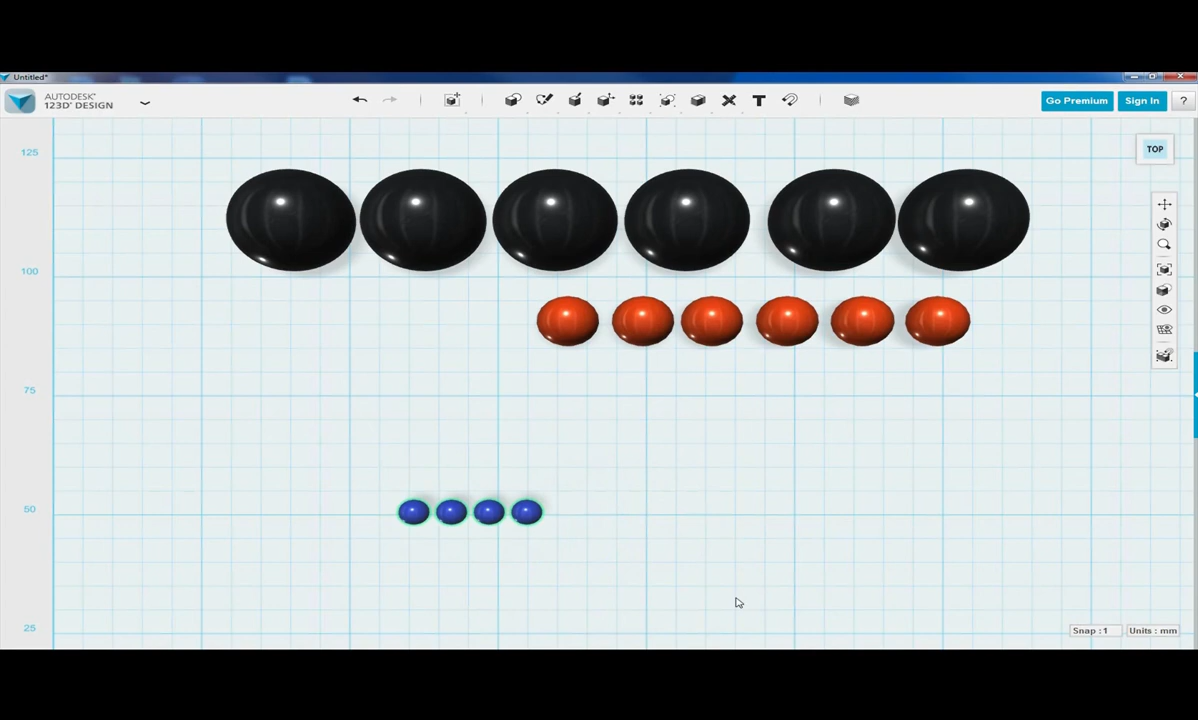 Untitled*
AUTODESK®
123D® DESIGN
Go Premium
Sign In
?
TOP
125
100
75
50
25
Snap : 1
Units : mm